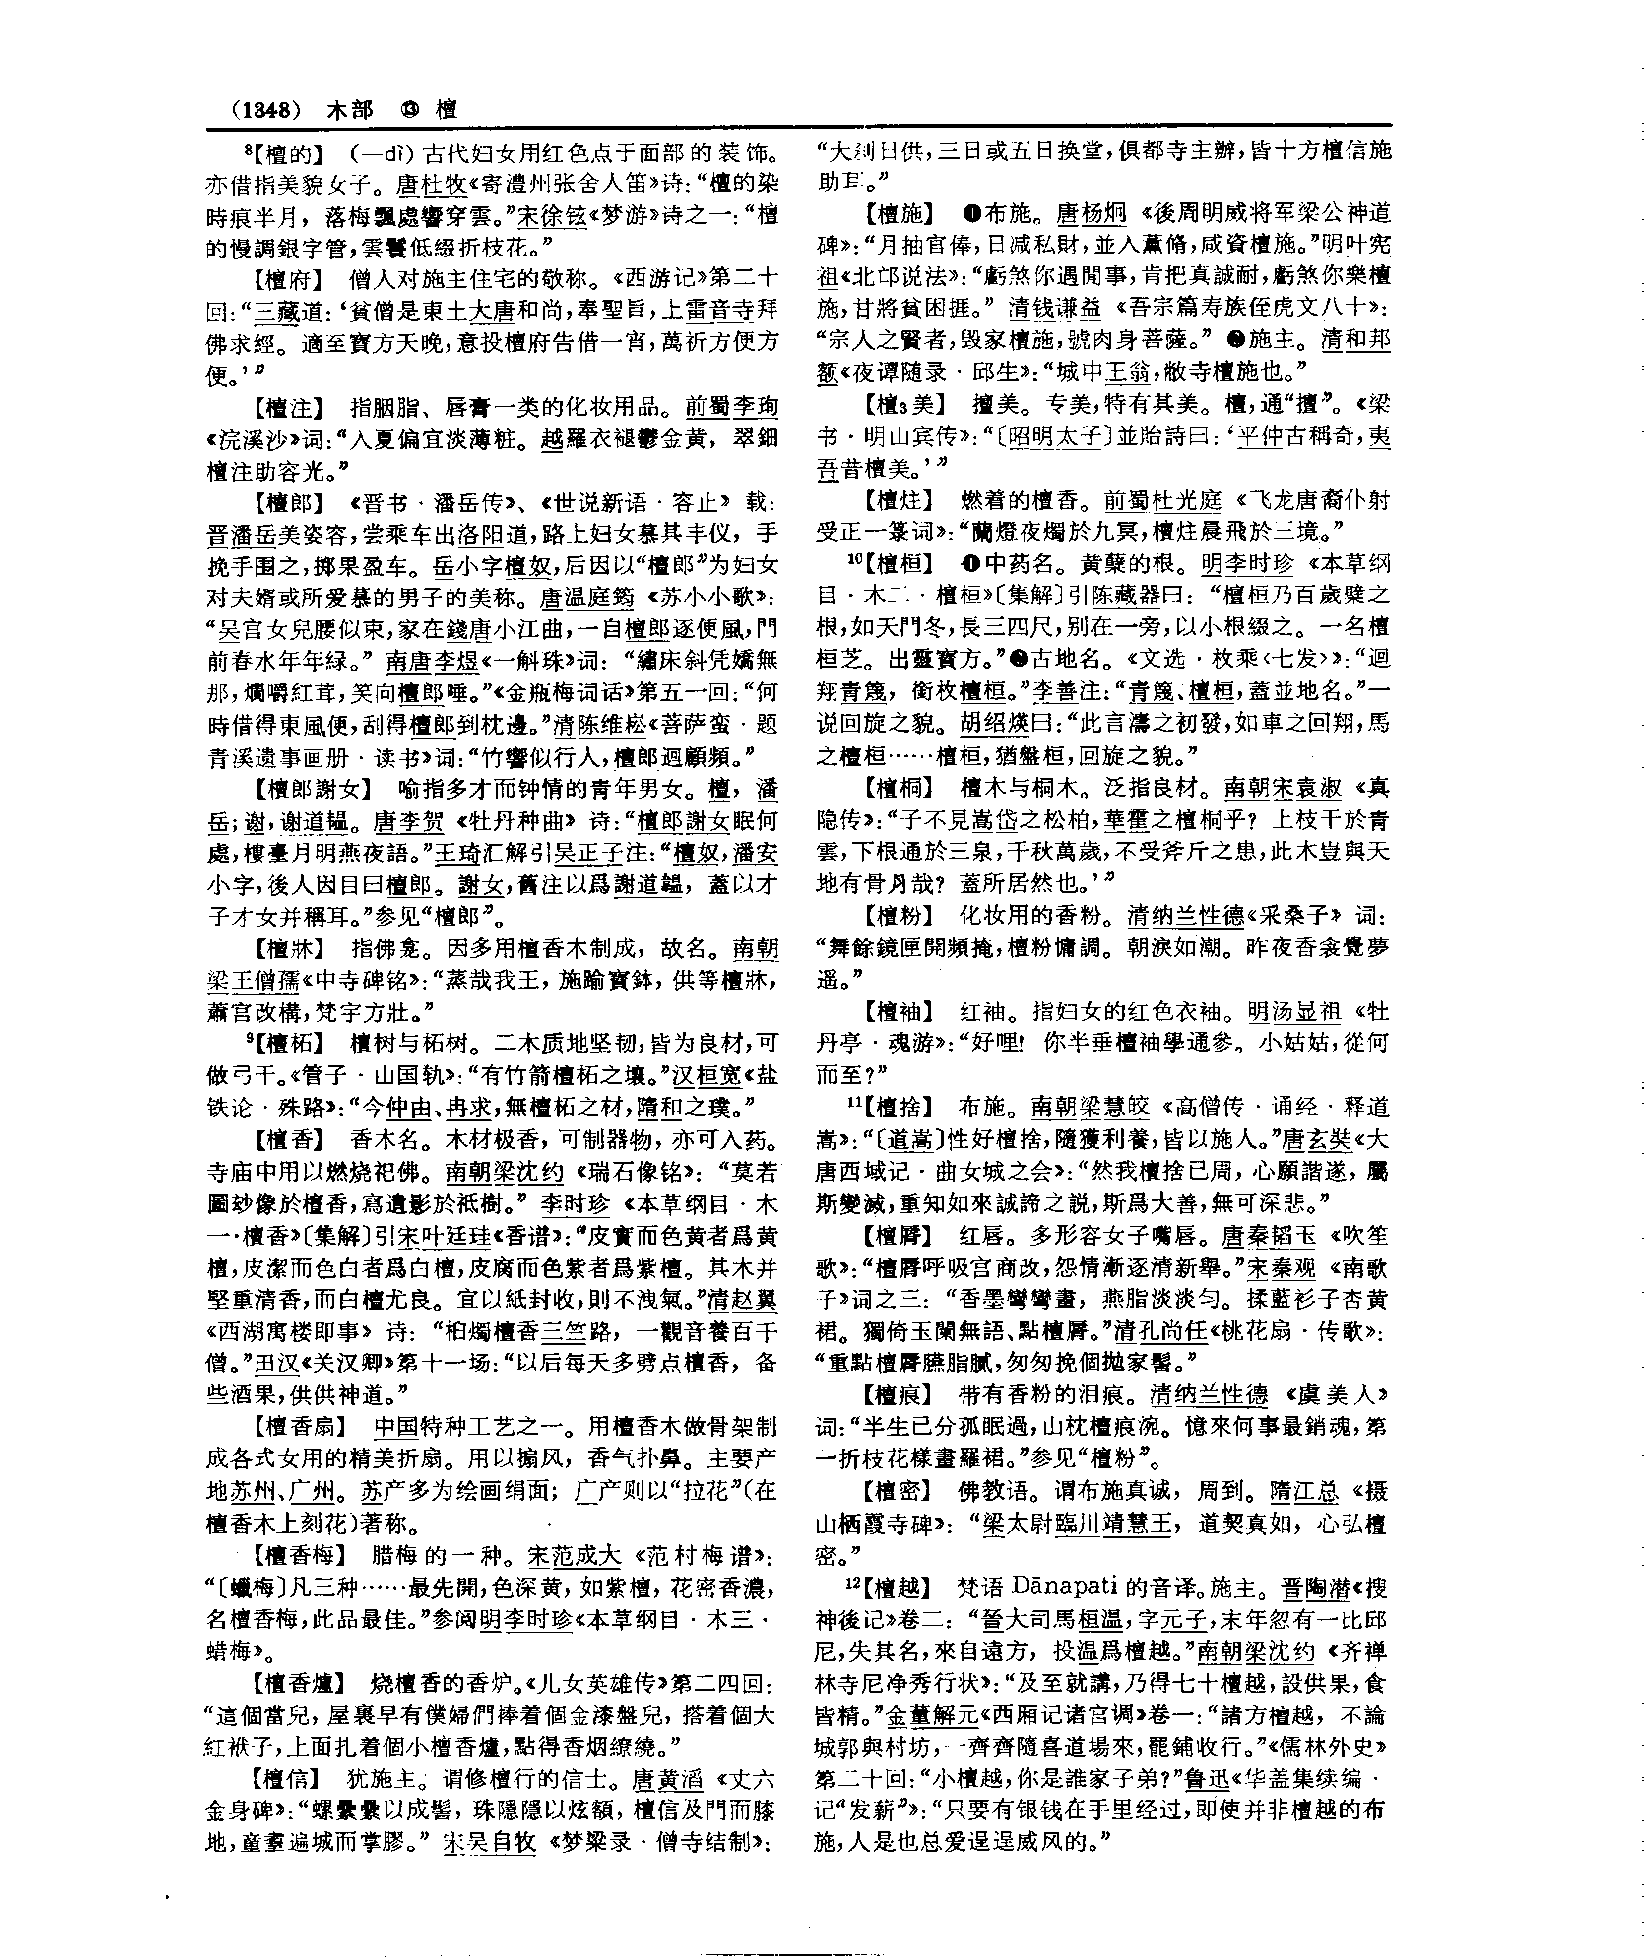 （1348） 木部 ⑬ 檀
⁸【檀的】 （—dì）古代妇女用红色点于面部的装饰。
亦借指美貌女子。唐杜牧《寄澧州张舍人笛》诗：“檀的染
時痕半月，落梅飄處響穿雲。”宋徐铉《梦游》诗之一：“檀
的慢調銀字管，雲鬟低綴折枝花。”
【檀府】 僧人对施主住宅的敬称。《西游记》第二十
回：“三藏道：‘貧僧是東土大唐和尚，奉聖旨，上雷音寺拜
佛求經。適至寶方天晚，意投檀府告借一宵，萬祈方便方
便。’”
【檀注】 指胭脂、唇膏一类的化妆用品。前蜀李珣
《浣溪沙》词：“入夏偏宜淡薄粧。越羅衣褪鬱金黄，翠鈿
檀注助容光。”
【檀郎】 《晋书·潘岳传》、《世说新语·容止》载：
晋潘岳美姿容，尝乘车出洛阳道，路上妇女慕其丰仪，手
挽手围之，掷果盈车。岳小字檀奴，后因以“檀郎”为妇女
对夫婿或所爱慕的男子的美称。唐温庭筠《苏小小歌》：
“吴宫女兒腰似束，家在錢唐小江曲，一自檀郎逐便風，門
前春水年年緑。”南唐李煜《一斛珠》词：“繡床斜凭嬌無
那，爛嚼紅茸，笑向檀郎唾。”《金瓶梅词话》第五一回：“何
時借得東風便，刮得檀郎到枕邊。”清陈维崧《菩萨蛮·题
青溪遗事画册·读书》词：“竹響似行人，檀郎迴顧頻。”
【檀郎謝女】 喻指多才而钟情的青年男女。檀，潘
岳；谢，谢道韫。唐李贺《牡丹种曲》诗：“檀郎謝女眠何
處，樓臺月明燕夜語。”王琦汇解引吴正子注：“檀奴，潘安
小字，後人因目曰檀郎。謝女，舊注以爲謝道韞，蓋以才
子才女并稱耳。”参见“檀郎”。
【檀牀】 指佛龛。因多用檀香木制成，故名。南朝
梁王僧孺《中寺碑铭》：“蒸哉我王，施踰寶鉢，供等檀牀，
蕭宫改構，梵宇方壯。”
⁹【檀柘】 檀树与柘树。二木质地坚韧，皆为良材，可
做弓干。《管子·山国轨》：“有竹箭檀柘之壤。”汉桓宽《盐
铁论·殊路》：“今仲由、冉求，無檀柘之材，隋和之璞。”
【檀香】 香木名。木材极香，可制器物，亦可入药。
寺庙中用以燃烧祀佛。南朝梁沈约《瑞石像铭》：“莫若
圖妙像於檀香，寫遺影於祇樹。”李时珍《本草纲目·木
一·檀香》〔集解〕引宋叶廷珪《香谱》：“皮實而色黄者爲黄
檀，皮潔而色白者爲白檀，皮腐而色紫者爲紫檀。其木并
堅重清香，而白檀尤良。宜以紙封收，則不洩氣。”清赵翼
《西湖寓楼即事》诗：“桕燭檀香三竺路，一觀音養百千
僧。”田汉《关汉卿》第十一场：“以后每天多劈点檀香，备
些酒果，供供神道。”
【檀香扇】 中国特种工艺之一。用檀香木做骨架制
成各式女用的精美折扇。用以搧风，香气扑鼻。主要产
地苏州、广州。苏产多为绘画绢面；广产则以“拉花”（在
檀香木上刻花）著称。
【檀香梅】 腊梅的一种。宋范成大《范村梅谱》：
“〔蠟梅〕凡三种……最先開，色深黄，如紫檀，花密香濃，
名檀香梅，此品最佳。”参阅明李时珍《本草纲目·木三·
蜡梅》。
【檀香爐】 烧檀香的香炉。《儿女英雄传》第二四回：
“這個當兒，屋裏早有僕婦們捧着個金漆盤兒，搭着個大
紅袱子，上面扎着個小檀香爐，點得香烟繚繞。”
【檀信】 犹施主。谓修檀行的信士。唐黄滔《丈六
金身碑》：“螺纍纍以成髻，珠隱隱以炫額，檀信及門而膝
地，童耋遍城而掌膠。”宋吴自牧《梦粱录·僧寺结制》：
“大刹日供，三日或五日换堂，俱都寺主辦，皆十方檀信施
助耳。”
【檀施】 ❶布施。唐杨炯《後周明威将军梁公神道
碑》：“月抽官俸，日减私財，並入薰脩，咸資檀施。”明叶宪
祖《北邙说法》：“虧煞你遇閒事，肯把真誠耐，虧煞你樂檀
施，甘將貧困捱。”清钱谦益《吾宗篇寿族侄虎文八十》：
“宗人之賢者，毁家檀施，號肉身菩薩。”❷施主。清和邦
额《夜谭随录·邱生》：“城中王翁，敝寺檀施也。”
【檀₃美】 擅美。专美，特有其美。檀，通“擅”。《梁
书·明山宾传》：“〔昭明太子〕並貽詩曰：‘平仲古稱奇，夷
吾昔檀美。’”
【檀炷】 燃着的檀香。前蜀杜光庭《飞龙唐裔仆射
受正一箓词》：“蘭燈夜燭於九冥，檀炷晨飛於三境。”
¹⁰【檀桓】 ❶中药名。黄蘖的根。明李时珍《本草纲
目·木二·檀桓》〔集解〕引陈藏器曰：“檀桓乃百歲蘖之
根，如天門冬，長三四尺，别在一旁，以小根綴之。一名檀
桓芝。出靈寶方。”❷古地名。《文选·枚乘〈七发〉》：“迴
翔青篾，銜枚檀桓。”李善注：“青篾、檀桓，蓋並地名。”一
说回旋之貌。胡绍煐曰：“此言濤之初發，如車之回翔，馬
之檀桓……檀桓，猶盤桓，回旋之貌。”
【檀桐】 檀木与桐木。泛指良材。南朝宋袁淑《真
隐传》：“子不見嵩岱之松柏，華霍之檀桐乎？上枝干於青
雲，下根通於三泉，千秋萬歲，不受斧斤之患，此木豈與天
地有骨月哉？蓋所居然也。’”
【檀粉】 化妆用的香粉。清纳兰性德《采桑子》词：
“舞餘鏡匣開頻掩，檀粉慵調。朝淚如潮。昨夜香衾覺夢
遥。”
【檀袖】 红袖。指妇女的红色衣袖。明汤显祖《牡
丹亭·魂游》：“好哩！你半垂檀袖學通參。小姑姑，從何
而至？”
¹¹【檀捨】 布施。南朝梁慧皎《高僧传·诵经·释道
嵩》：“〔道嵩〕性好檀捨，隨獲利養，皆以施人。”唐玄奘《大
唐西域记·曲女城之会》：“然我檀捨已周，心願諧遂，屬
斯變滅，重知如來誠諦之説，斯爲大善，無可深悲。”
【檀脣】 红唇。多形容女子嘴唇。唐秦韬玉《吹笙
歌》：“檀脣呼吸宫商改，怨情漸逐清新舉。”宋秦观《南歌
子》词之三：“香墨彎彎畫，燕脂淡淡匀。揉藍衫子杏黄
裙。獨倚玉闌無語、點檀脣。”清孔尚任《桃花扇·传歌》：
“重點檀脣臙脂膩，匆匆挽個抛家髻。”
【檀痕】 带有香粉的泪痕。清纳兰性德《虞美人》
词：“半生已分孤眠過，山枕檀痕涴。憶來何事最銷魂，第
一折枝花樣畫羅裙。”参见“檀粉”。
【檀密】 佛教语。谓布施真诚，周到。隋江总《摄
山栖霞寺碑》：“梁太尉臨川靖慧王，道契真如，心弘檀
密。”
¹²【檀越】 梵语 Dānapati 的音译。施主。晋陶潜《搜
神後记》卷二：“晉大司馬桓温，字元子，末年忽有一比邱
尼，失其名，來自遠方，投温爲檀越。”南朝梁沈约《齐禅
林寺尼净秀行状》：“及至就講，乃得七十檀越，設供果，食
皆精。”金董解元《西厢记诸宫调》卷一：“諸方檀越，不論
城郭與村坊，一齊齊隨喜道場來，罷鋪收行。”《儒林外史》
第二十回：“小檀越，你是誰家子弟？”鲁迅《华盖集续编·
记“发薪”》：“只要有银钱在手里经过，即使并非檀越的布
施，人是也总爱逞逞威风的。”